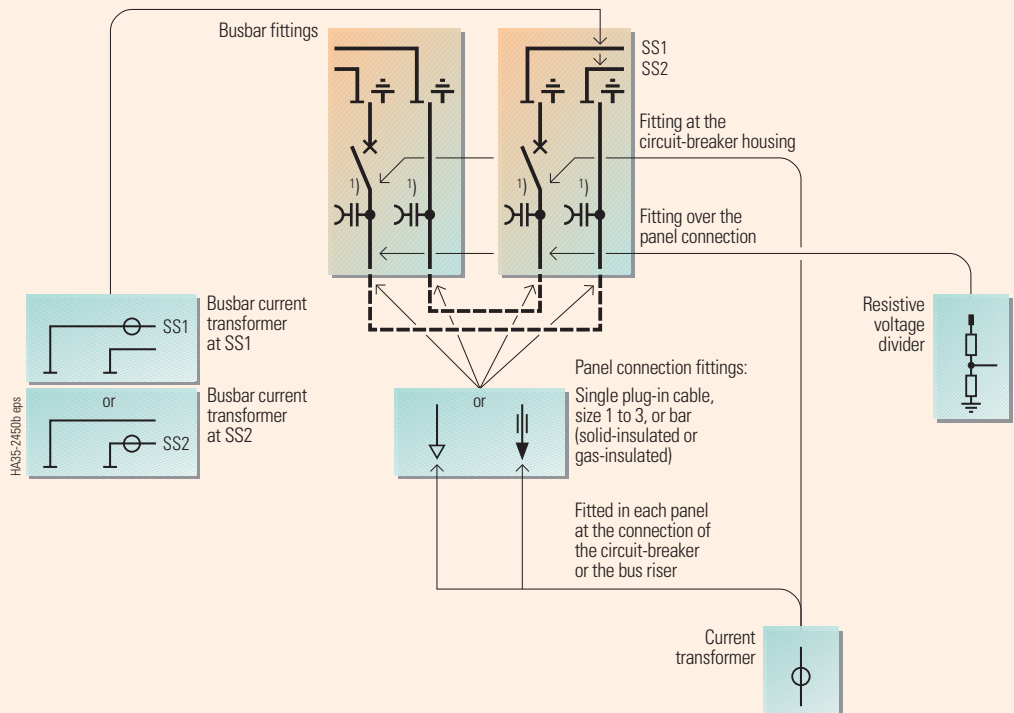 Busbar fittings
SS1
SS2
Fitting at the
circuit-breaker housing
1)
1)
1)
1)
Fitting over the
panel connection
Busbar current
transformer
at SS1
SS1
or
Busbar current
transformer
at SS2
SS2
HA35-2450b eps
Resistive
voltage
divider
Panel connection fittings:
or
Single plug-in cable,
size 1 to 3, or bar
(solid-insulated or
gas-insulated)
Fitted in each panel
at the connection of
the circuit-breaker
or the bus riser
Current
transformer